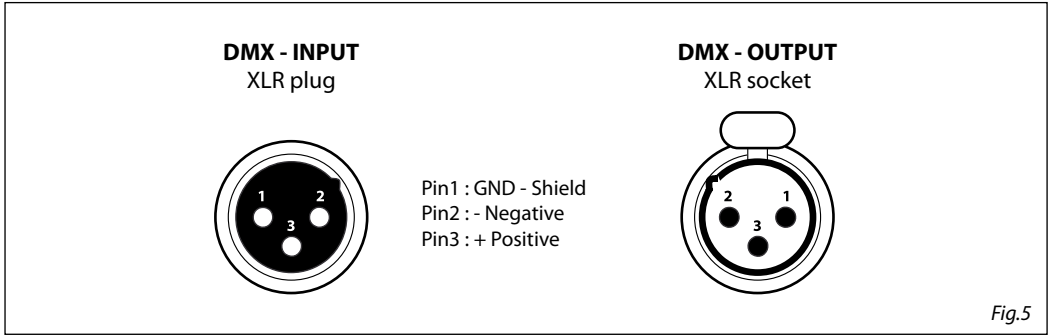 DMX - INPUT
XLR plug
DMX - OUTPUT
XLR socket
1
2
3
Pin1 : GND - Shield
Pin2 : - Negative
Pin3 : + Positive
2
1
3
Fig.5